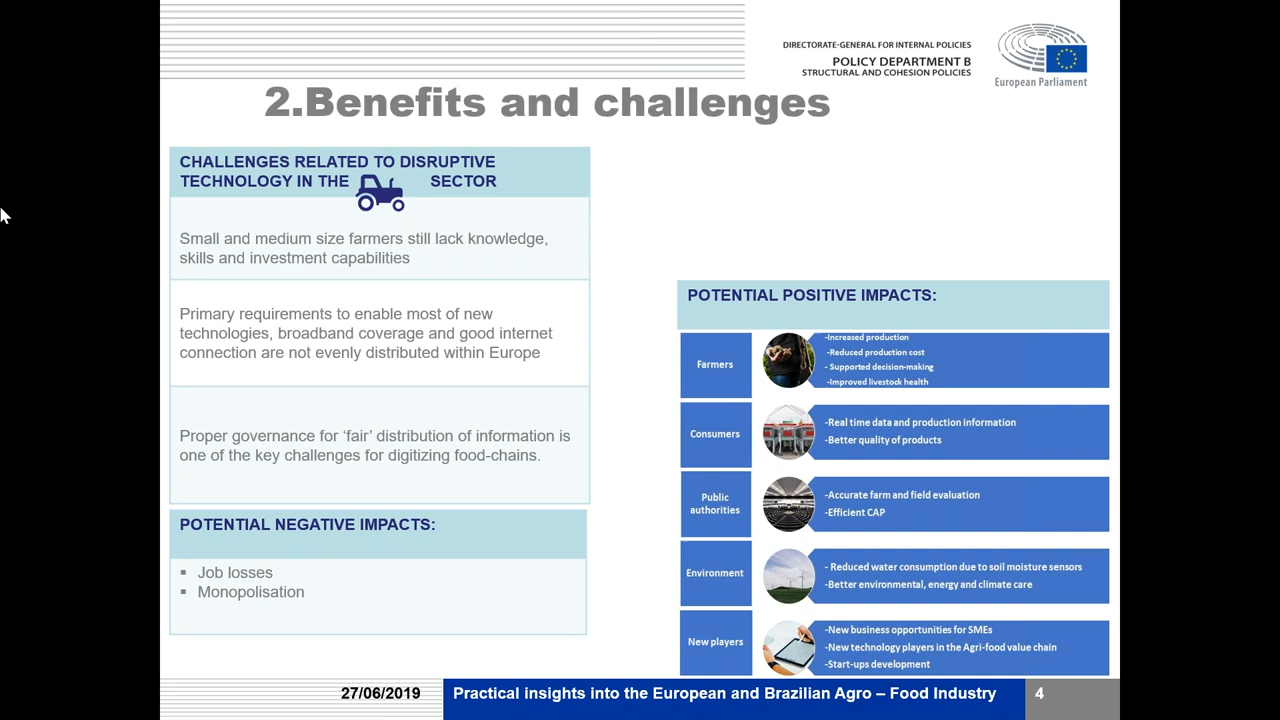 DIRECTORATE-GENERAL FOR INTERNAL POLICIES
POLICY DEPARTMENT B
STRUCTURAL AND COHESION POLICIES
European Parliament
2.Benefits and challenges
CHALLENGES RELATED TO DISRUPTIVE
TECHNOLOGY IN THE SECTOR
Small and medium size farmers still lack knowledge,
skills and investment capabilities
Primary requirements to enable most of new
technologies, broadband coverage and good internet
connection are not evenly distributed within Europe
Proper governance for ‘fair’ distribution of information is
one of the key challenges for digitizing food-chains.
POTENTIAL NEGATIVE IMPACTS:
▪ Job losses
▪ Monopolisation
POTENTIAL POSITIVE IMPACTS:
Farmers
-Increased production
-Reduced production cost
- Supported decision-making
-Improved livestock health
Consumers
-Real time data and production information
-Better quality of products
Public
authorities
-Accurate farm and field evaluation
-Efficient CAP
Environment
- Reduced water consumption due to soil moisture sensors
-Better environmental, energy and climate care
New players
-New business opportunities for SMEs
-New technology players in the Agri-food value chain
-Start-ups development
27/06/2019
Practical insights into the European and Brazilian Agro – Food Industry
4